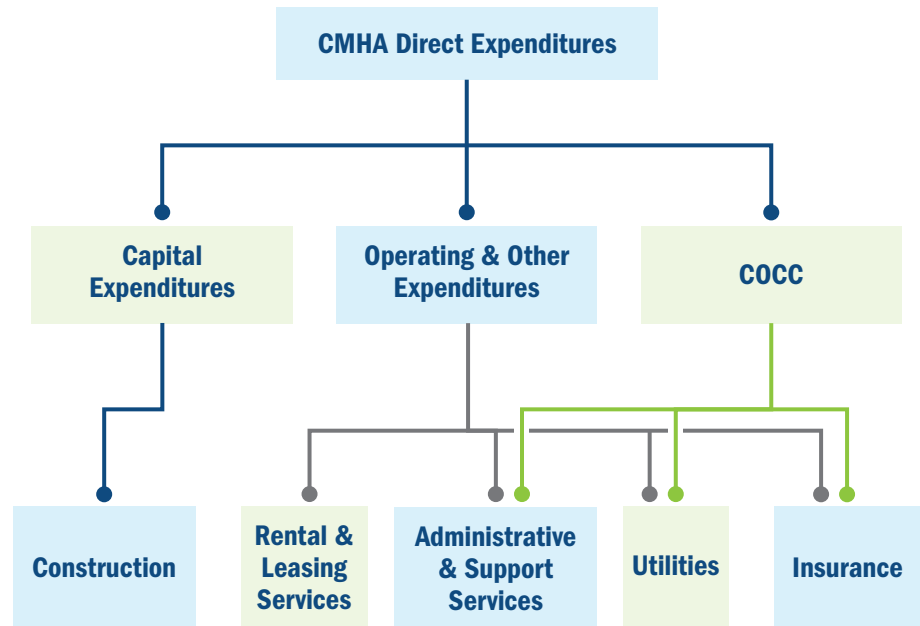 CMHA Direct Expenditures
Capital
Expenditures
Operating & Other
Expenditures
COCC
Construction
Rental &
Leasing
Services
Administrative
& Support
Services
Utilities
Insurance